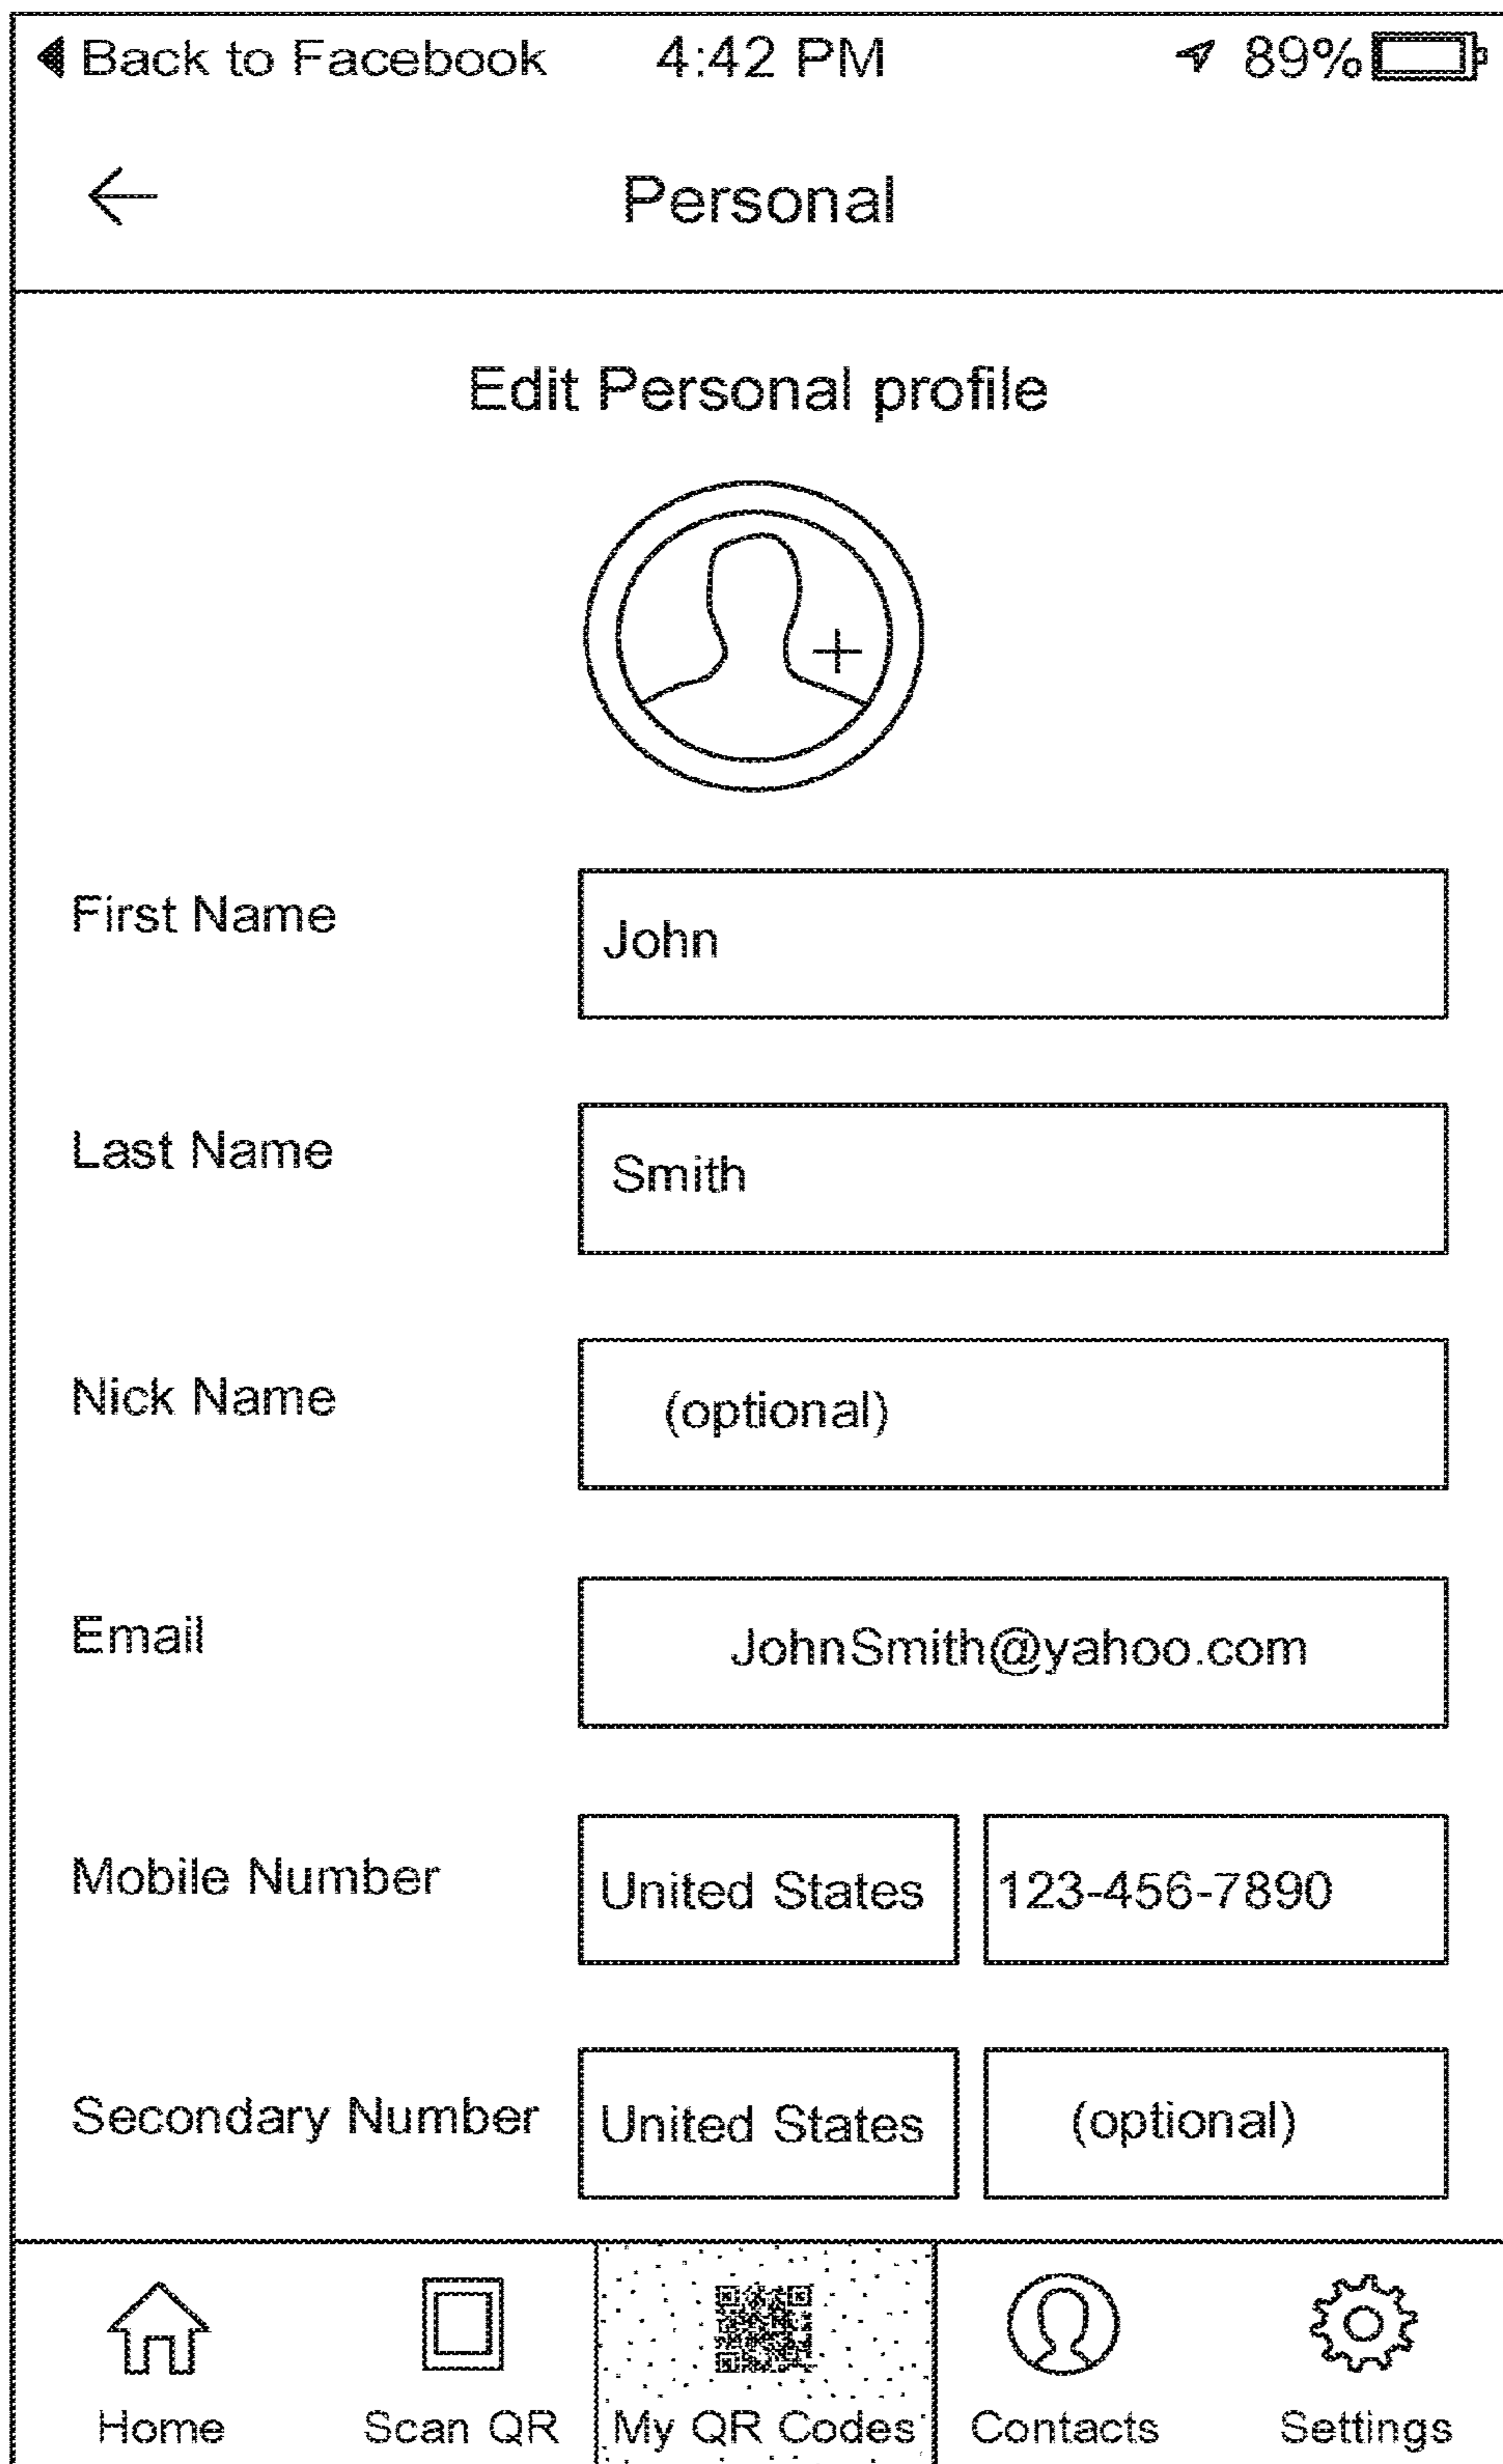 Back to Facebook 4:42 PM 89%
Personal
Edit Personal profile
First Name John
Last Name Smith
Nick Name (optional)
Email JohnSmith@yahoo.com
Mobile Number United States 123-456-7890
Secondary Number United States (optional)
Home Scan QR My QR Codes Contacts Settings